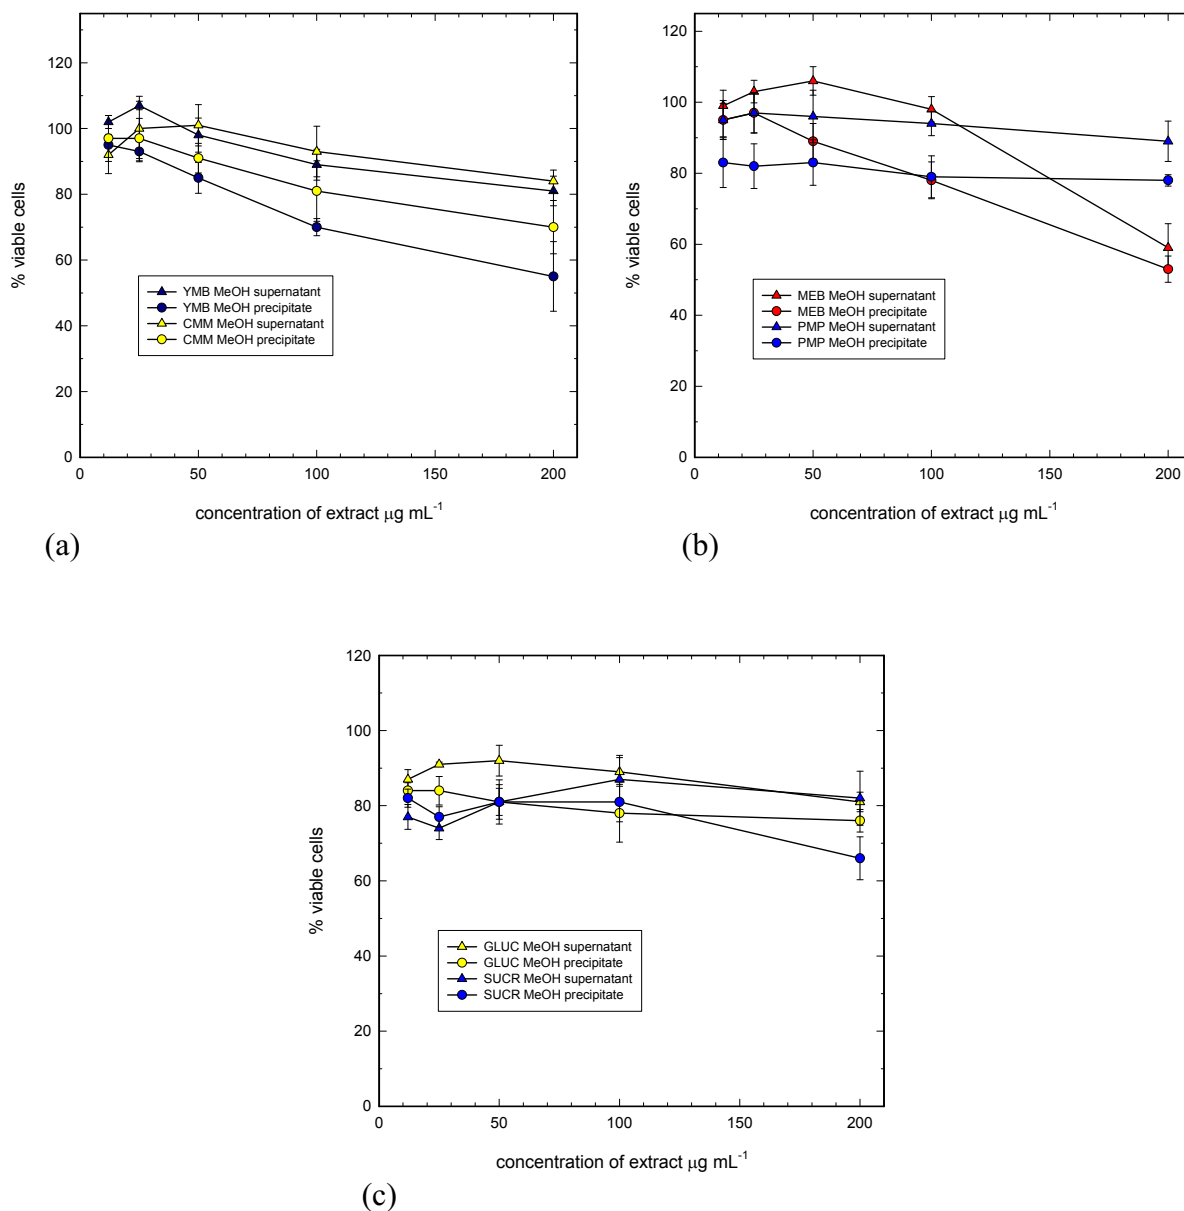 120
100
80
60
40
20
0
% viable cells
YMB MeOH supernatant
YMB MeOH precipitate
CMM MeOH supernatant
CMM MeOH precipitate
0 50 100 150 200
concentration of extract μg mL⁻¹
(a)
120
100
80
60
40
20
0
% viable cells
MEB MeOH supernatant
MEB MeOH precipitate
PMP MeOH supernatant
PMP MeOH precipitate
0 50 100 150 200
concentration of extract μg mL⁻¹
(b)
120
100
80
60
40
20
0
% viable cells
GLUC MeOH supernatant
GLUC MeOH precipitate
SUCR MeOH supernatant
SUCR MeOH precipitate
0 50 100 150 200
concentration of extract μg mL⁻¹
(c)